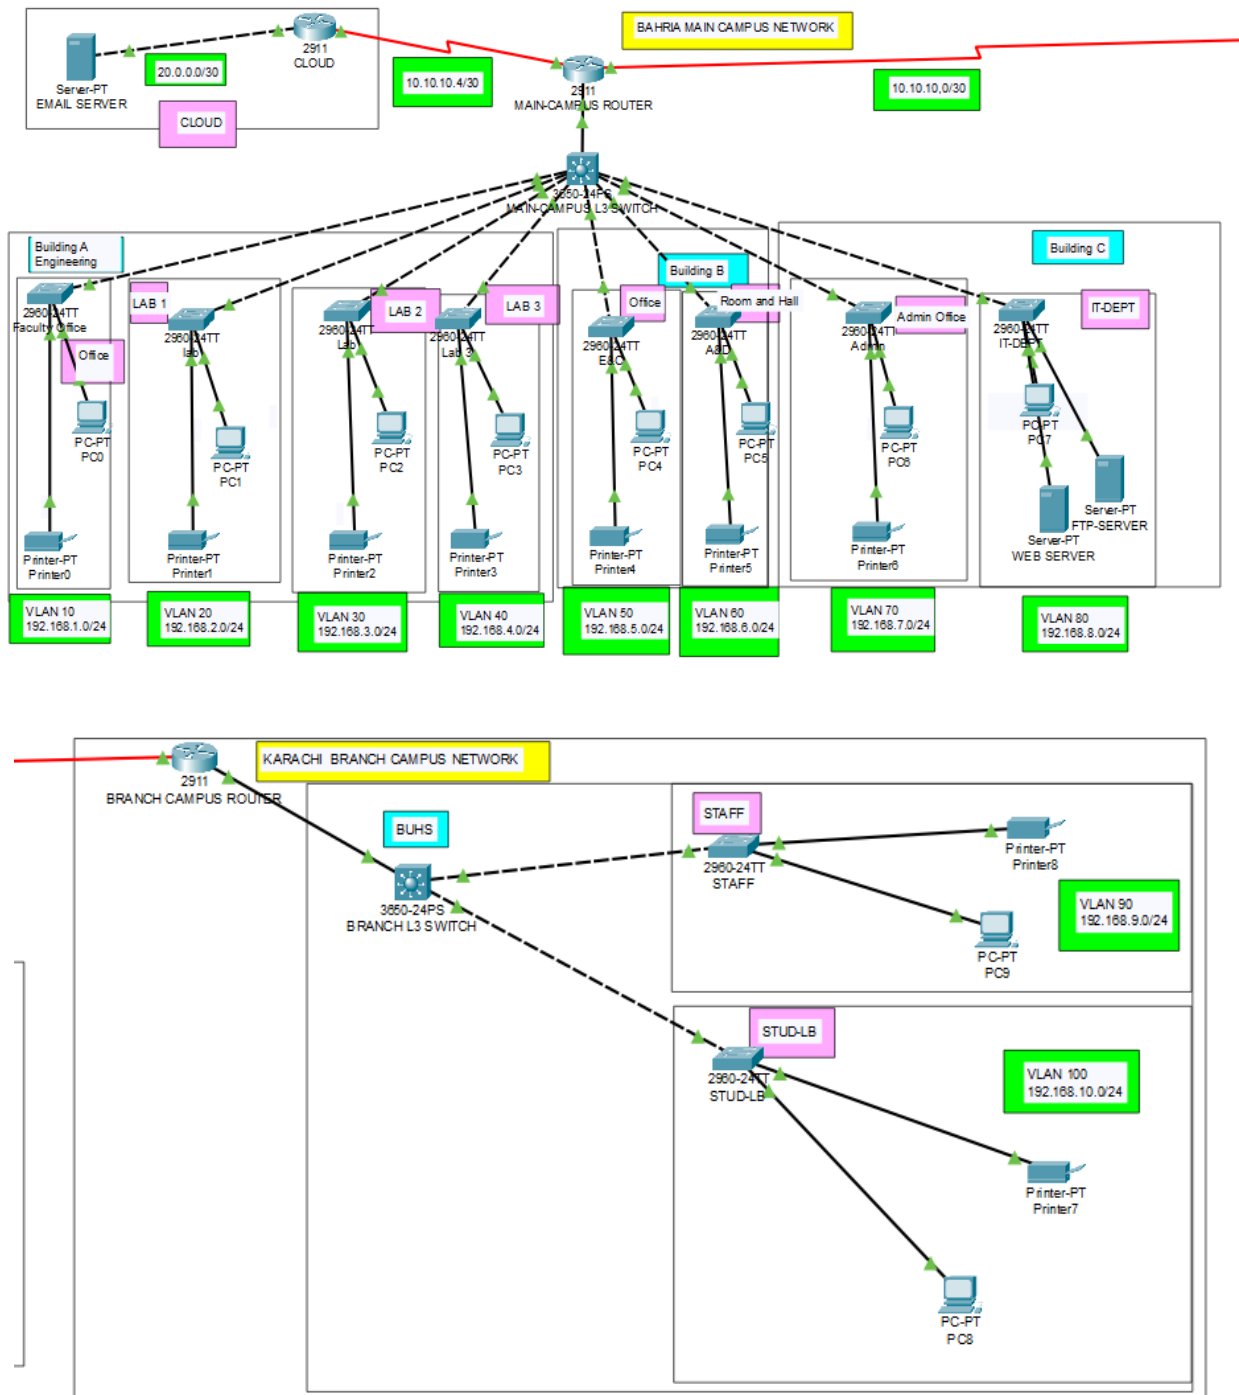 BAHRIA MAIN CAMPUS NETWORK
2911
CLOUD
Server-PT
EMAIL SERVER
20.0.0.0/30
CLOUD
10.10.10.4/30
2911
MAIN-CAMPUS ROUTER
10.10.10,0/30
3650-24PS
MAIN-CAMPUS L3 SWITCH
Building A
Engineering
Building B
Building C
2960-24TT
Faculty Office
Office
LAB 1
2960-24TT
lab
2960-24TT
Lab
LAB 2
2960-24TT
Lab 3
LAB 3
Office
2960-24TT
E&C
Room and Hall
2960-24TT
A&D
Admin Office
2960-24TT
Admin
IT-DEPT
2960-24TT
IT-DEPT
PC-PT
PC0
PC-PT
PC1
PC-PT
PC2
PC-PT
PC3
PC-PT
PC4
PC-PT
PC5
PC-PT
PC6
PC-PT
PC7
Server-PT
FTP-SERVER
Server-PT
WEB SERVER
Printer-PT
Printer0
Printer-PT
Printer1
Printer-PT
Printer2
Printer-PT
Printer3
Printer-PT
Printer4
Printer-PT
Printer5
Printer-PT
Printer6
VLAN 10
192.168.1.0/24
VLAN 20
192.168.2.0/24
VLAN 30
192.168.3.0/24
VLAN 40
192.168.4.0/24
VLAN 50
192.168.5.0/24
VLAN 60
192.168.6.0/24
VLAN 70
192.168.7.0/24
VLAN 80
192.168.8.0/24
2911
BRANCH CAMPUS ROUTER
KARACHI BRANCH CAMPUS NETWORK
BUHS
3650-24PS
BRANCH L3 SWITCH
STAFF
2960-24TT
STAFF
Printer-PT
Printer8
VLAN 90
192.168.9.0/24
PC-PT
PC9
STUD-LB
2960-24TT
STUD-LB
VLAN 100
192.168.10.0/24
Printer-PT
Printer7
PC-PT
PC8